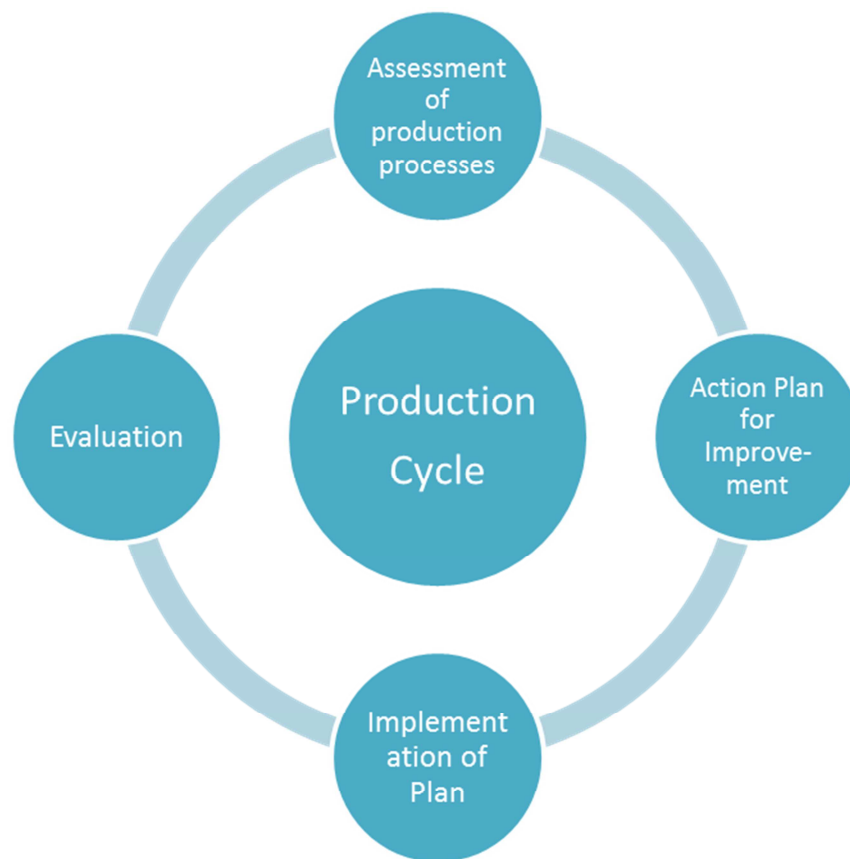 Assessment
of
production
processes
Production
Cycle
Evaluation
Action Plan
for
Improve-
ment
Implement
ation of
Plan